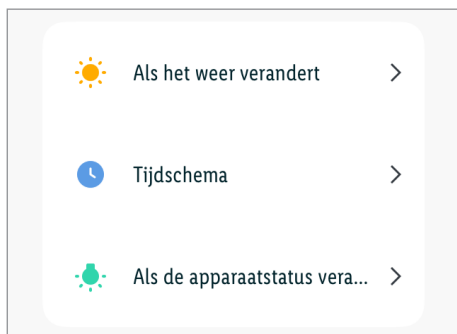 Als het weer verandert
Tijdschema
Als de apparaatstatus vera...